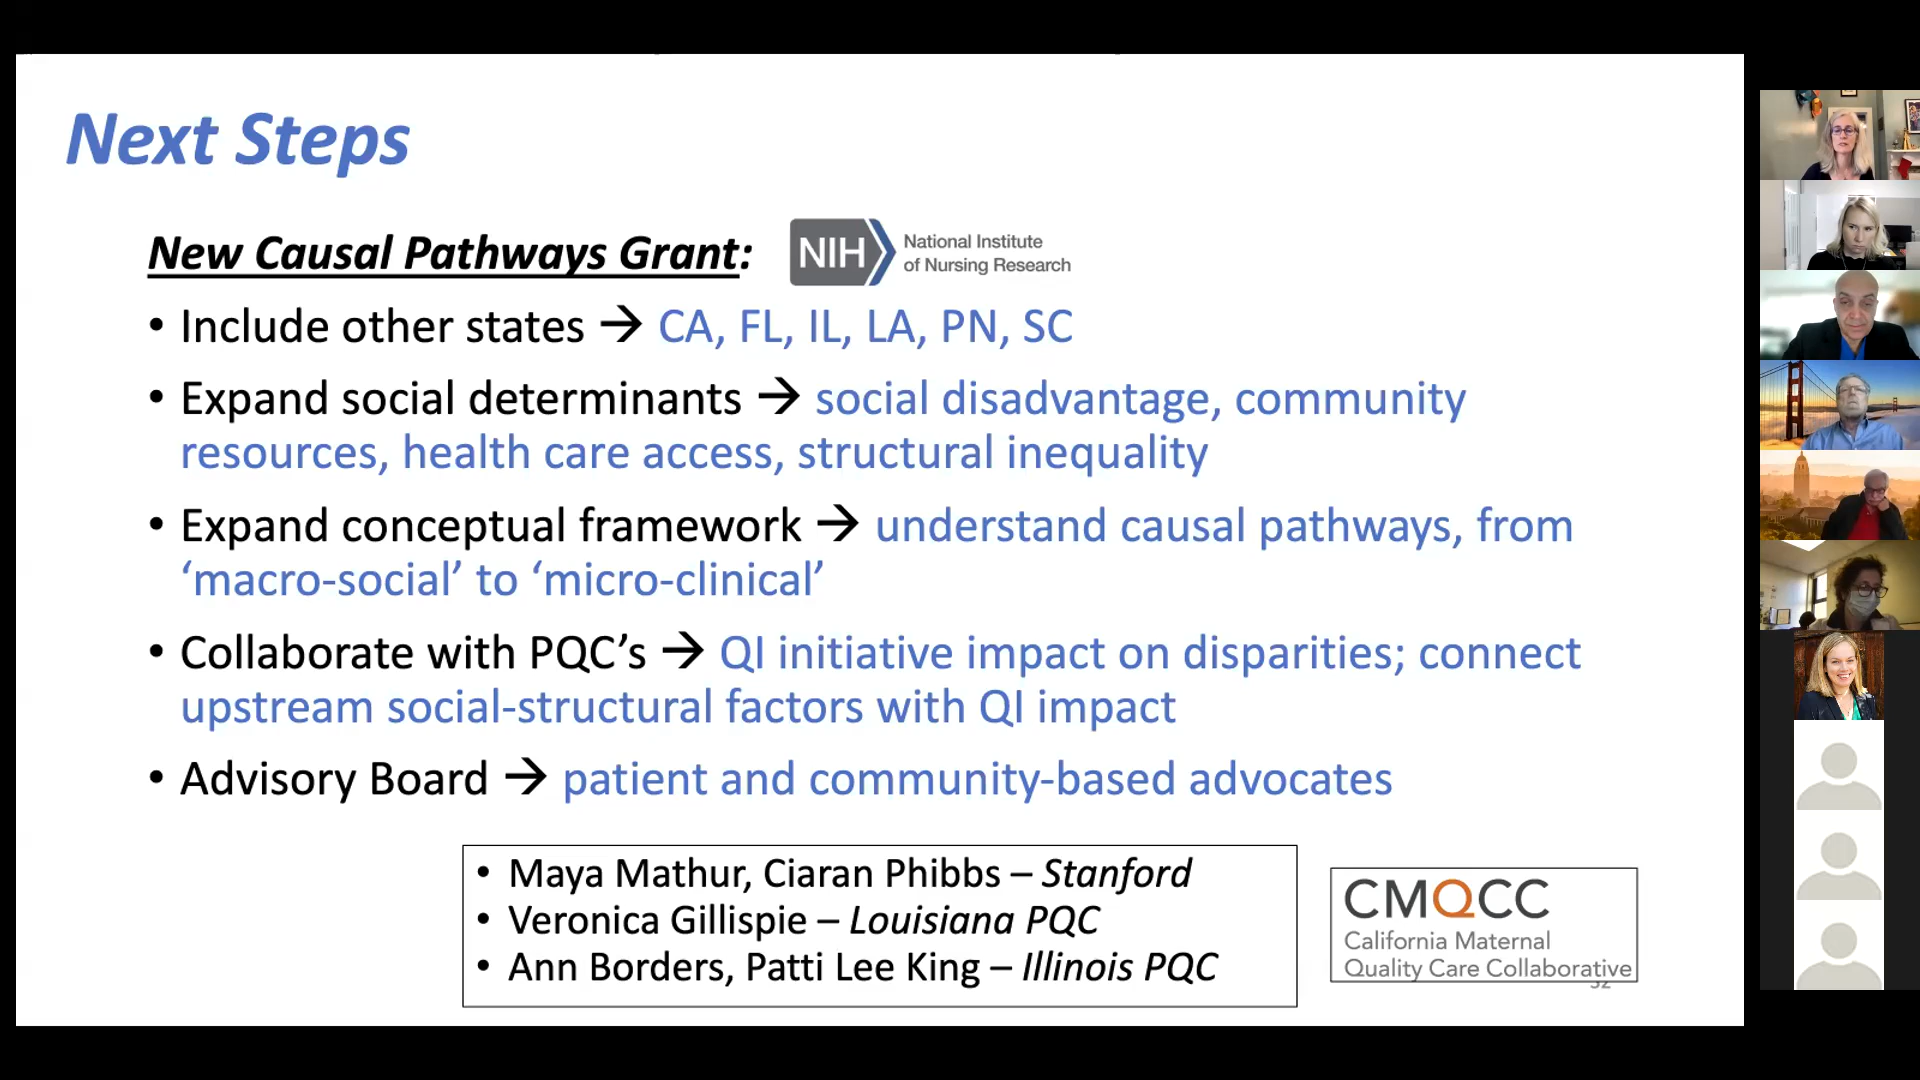 Next Steps
New Causal Pathways Grant:
NIH
National Institute
of Nursing Research
• Include other states → CA, FL, IL, LA, PN, SC
• Expand social determinants → social disadvantage, community
resources, health care access, structural inequality
• Expand conceptual framework → understand causal pathways, from
‘macro-social’ to ‘micro-clinical’
• Collaborate with PQC’s → QI initiative impact on disparities; connect
upstream social-structural factors with QI impact
• Advisory Board → patient and community-based advocates
• Maya Mathur, Ciaran Phibbs – Stanford
• Veronica Gillispie – Louisiana PQC
• Ann Borders, Patti Lee King – Illinois PQC
CMQCC
California Maternal
Quality Care Collaborative